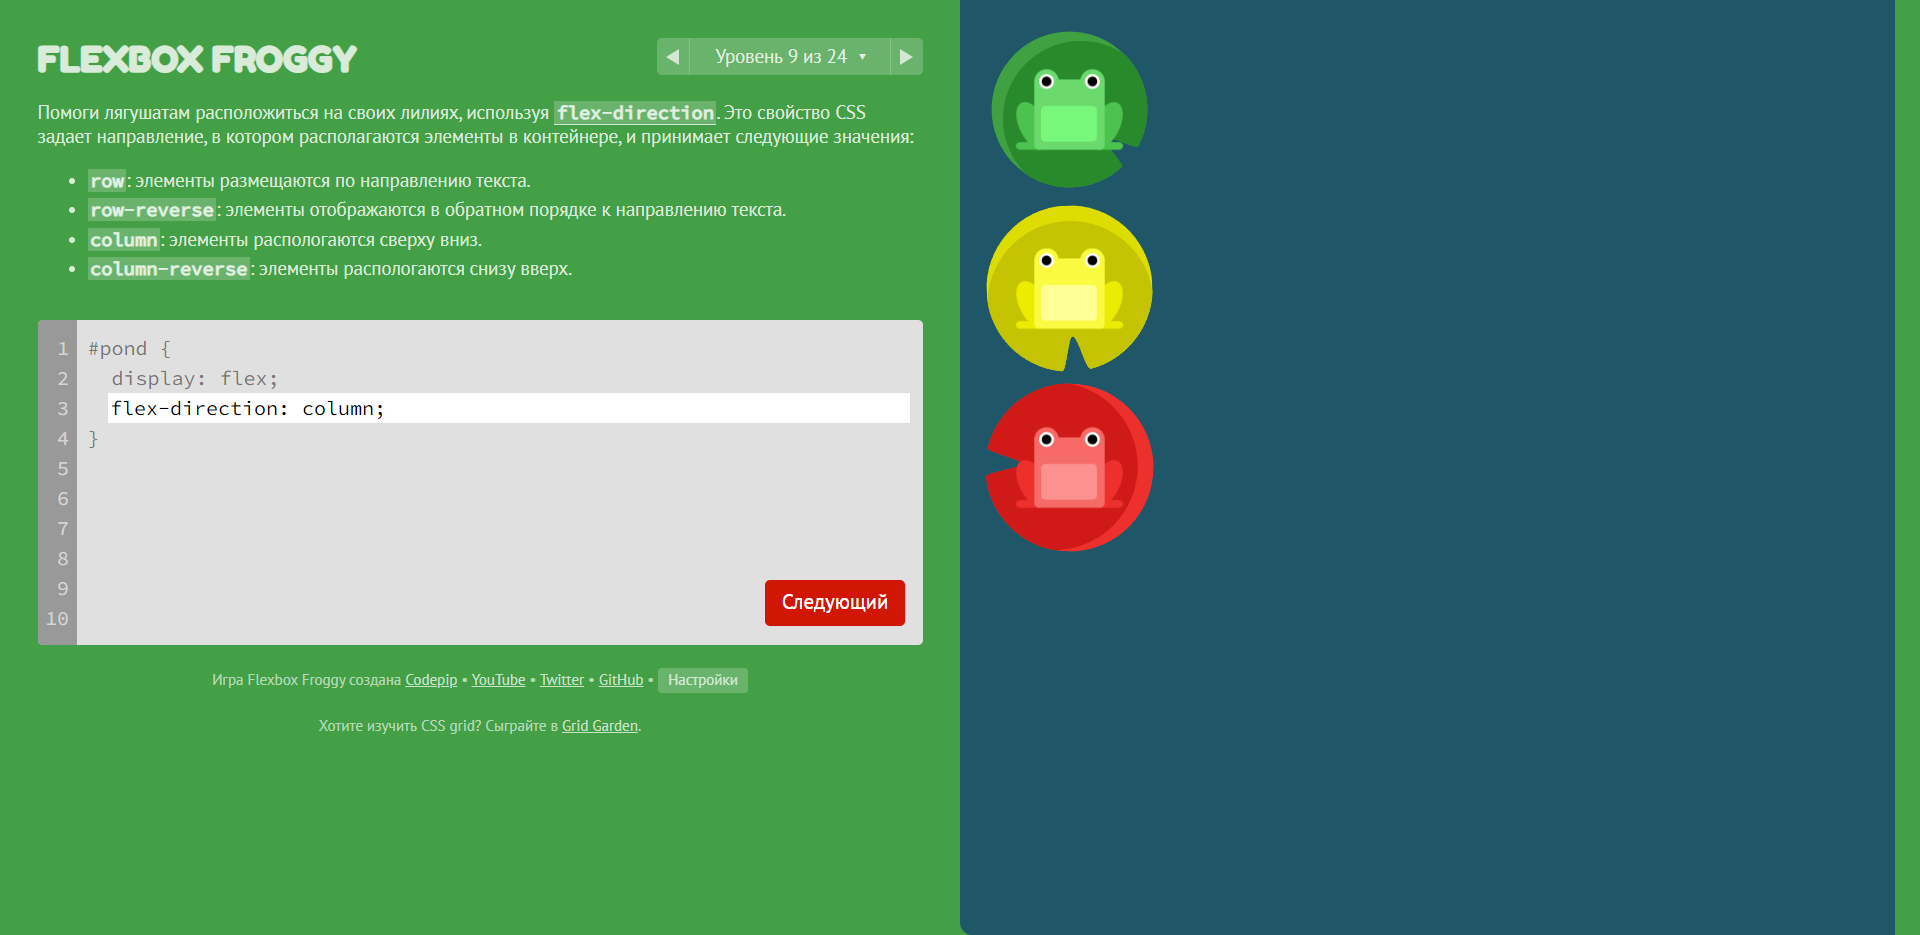 FLEXBOX FROGGY
Уровень 9 из 24
Помоги лягушатам расположиться на своих лилиях, используя flex-direction. Это свойство CSS
задает направление, в котором располагаются элементы в контейнере, и принимает следующие значения:
row: элементы размещаются по направлению текста.
row-reverse: элементы отображаются в обратном порядке к направлению текста.
column: элементы распологаются сверху вниз.
column-reverse: элементы распологаются снизу вверх.
1 #pond {
2 display: flex;
3 flex-direction: column;
4 }
5
6
7
8
9
10
Следующий
Игра Flexbox Froggy создана Codepip • YouTube • Twitter • GitHub • Настройки
Хотите изучить CSS grid? Сыграйте в Grid Garden.